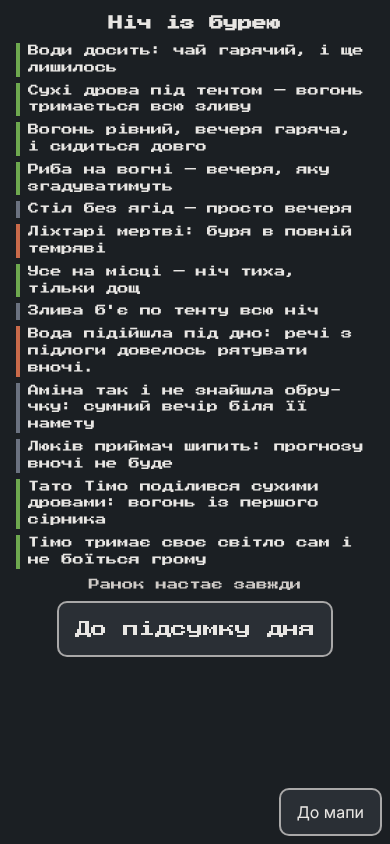 Ніч із бурею
Води досить: чай гарячий, і ще
лишилось
Сухі дрова під тентом — вогонь
тримається всю зливу
Вогонь рівний, вечеря гаряча,
і сидиться довго
Риба на вогні — вечеря, яку
згадуватимуть
Стіл без ягід — просто вечеря
Ліхтарі мертві: буря в повній
темряві
Усе на місці — ніч тиха,
тільки дощ
Злива б'є по тенту всю ніч
Вода підійшла під дно: речі з
підлоги довелось рятувати
вночі.
Аміна так і не знайшла обру-
чку: сумний вечір біля її
намету
Люків приймач шипить: прогнозу
вночі не буде
Тато Тімо поділився сухими
дровами: вогонь із першого
сірника
Тімо тримає своє світло сам і
не боїться грому
Ранок настає завжди
До підсумку дня
До мапи